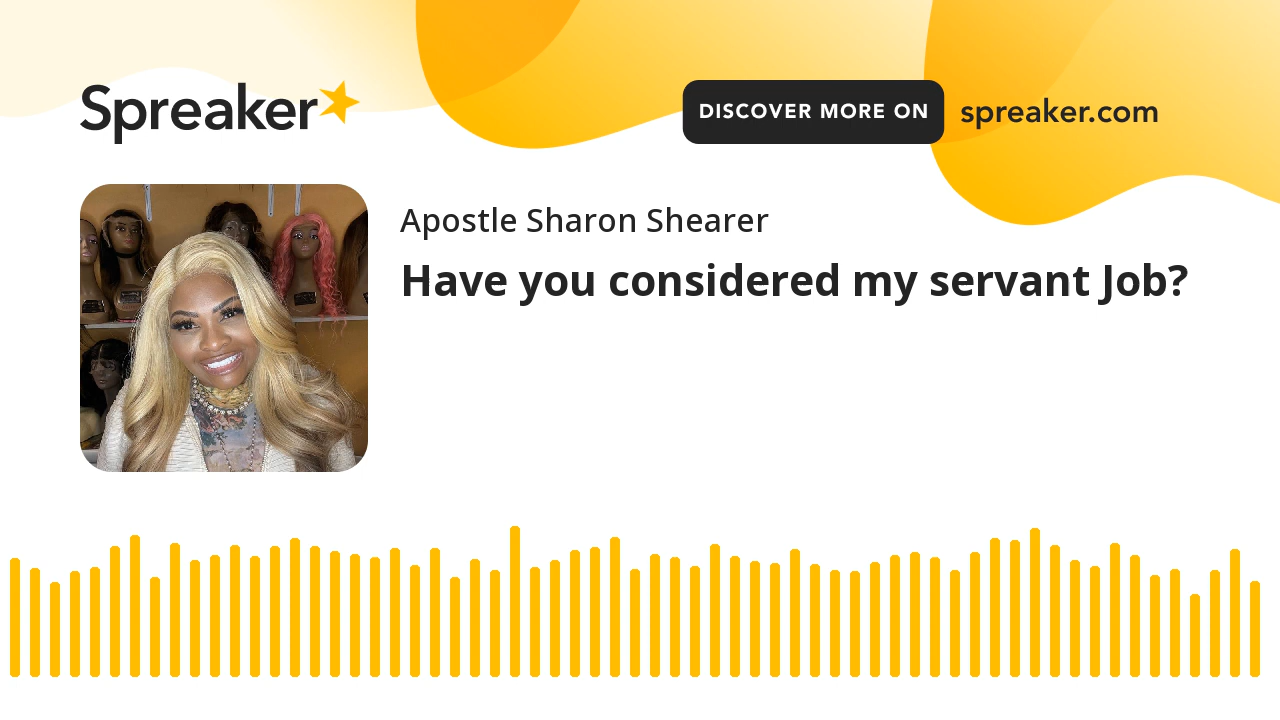 Spreaker
DISCOVER MORE ON spreaker.com
Apostle Sharon Shearer
Have you considered my servant Job?